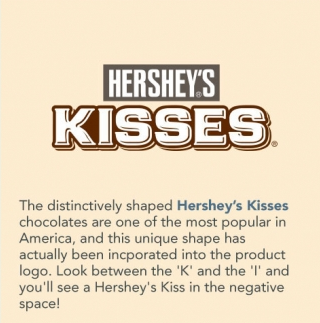 HERSHEY'S®
KISSES®
The distinctively shaped Hershey's Kisses
chocolates are one of the most popular in
America, and this unique shape has
actually been incporated into the product
logo. Look between the 'K' and the 'I' and
you'll see a Hershey's Kiss in the negative
space!